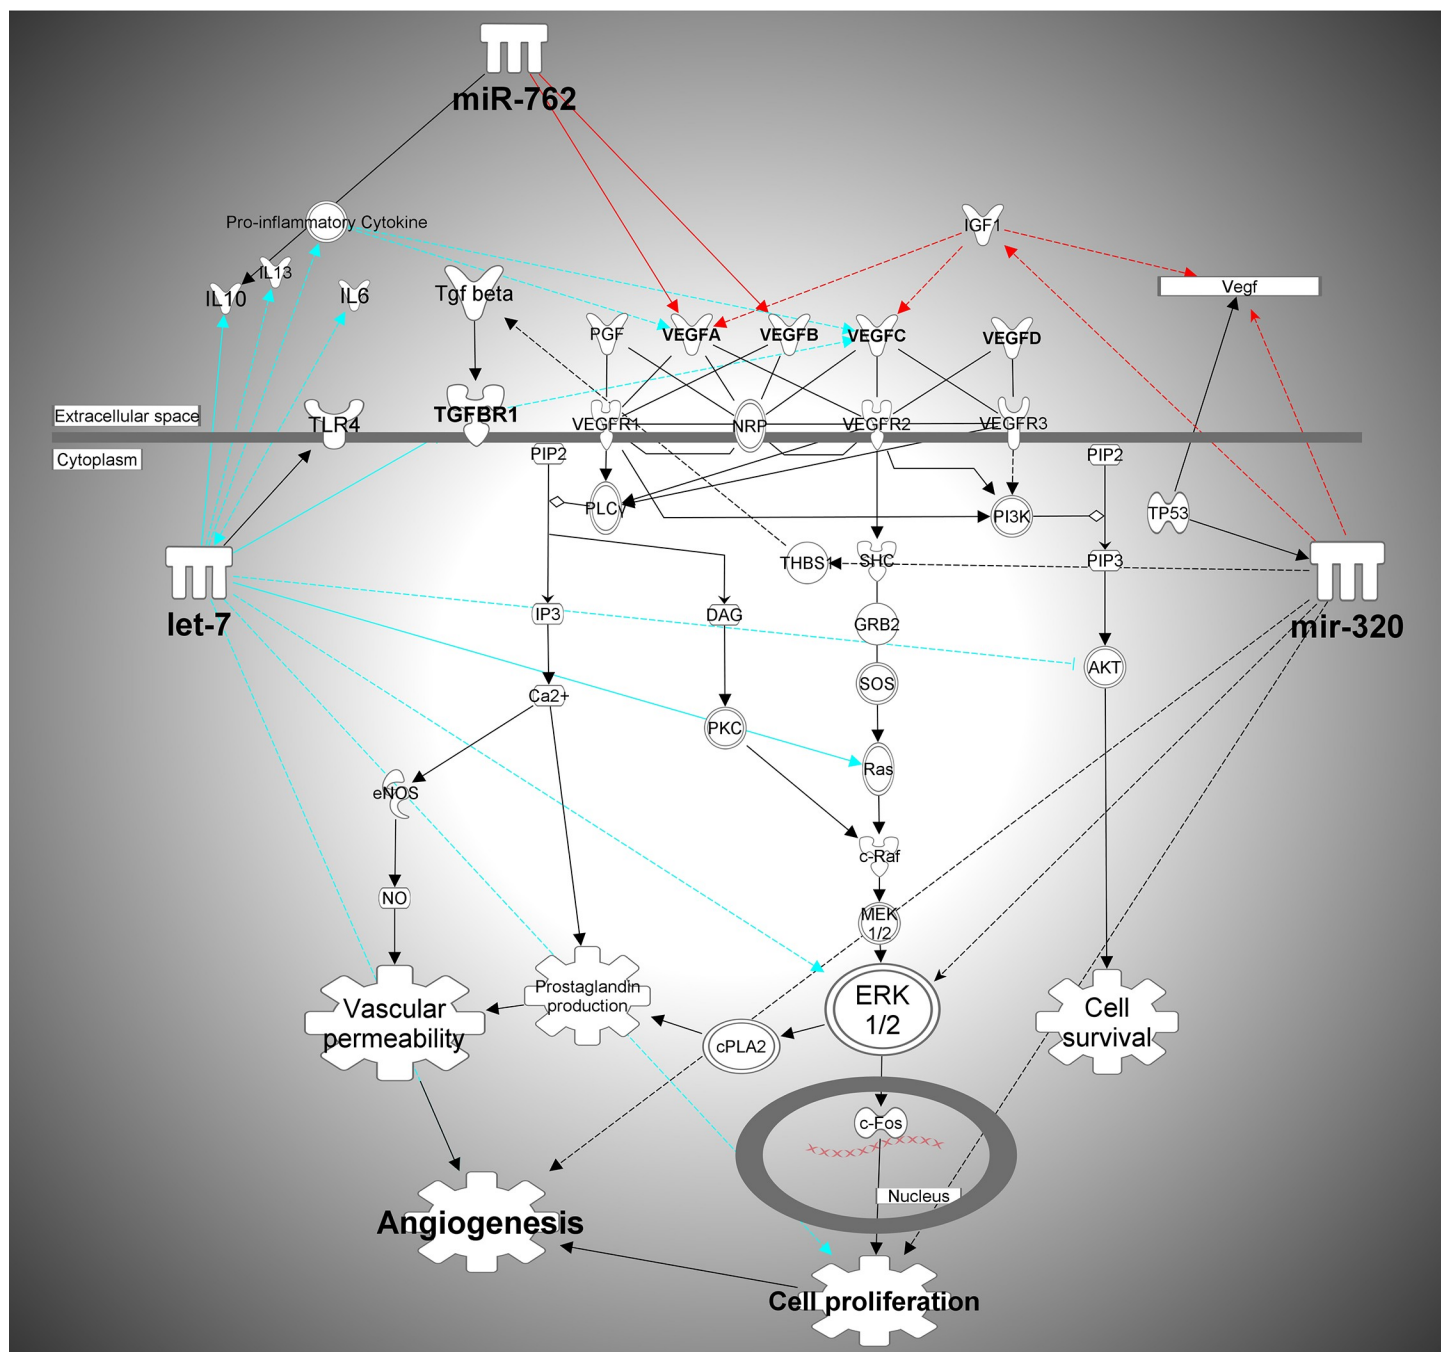 miR-762
Pro-inflammatory Cytokine
IGF1
IL10
IL13
IL6
Tgf beta
Vegf
PGF
VEGFA
VEGFB
VEGFC
VEGFD
Extracellular space
TLR4
TGFBR1
VEGFR1
NRP
VEGFR2
VEGFR3
Cytoplasm
PIP2
PIP2
PLCγ
PI3K
TP53
THBS1
SHC
PIP3
let-7
mir-320
IP3
DAG
GRB2
AKT
SOS
Ca2+
PKC
Ras
eNOS
c-Raf
NO
MEK
1/2
Vascular
permeability
Prostaglandin
production
ERK
1/2
Cell
survival
cPLA2
c-Fos
Nucleus
Angiogenesis
Cell proliferation